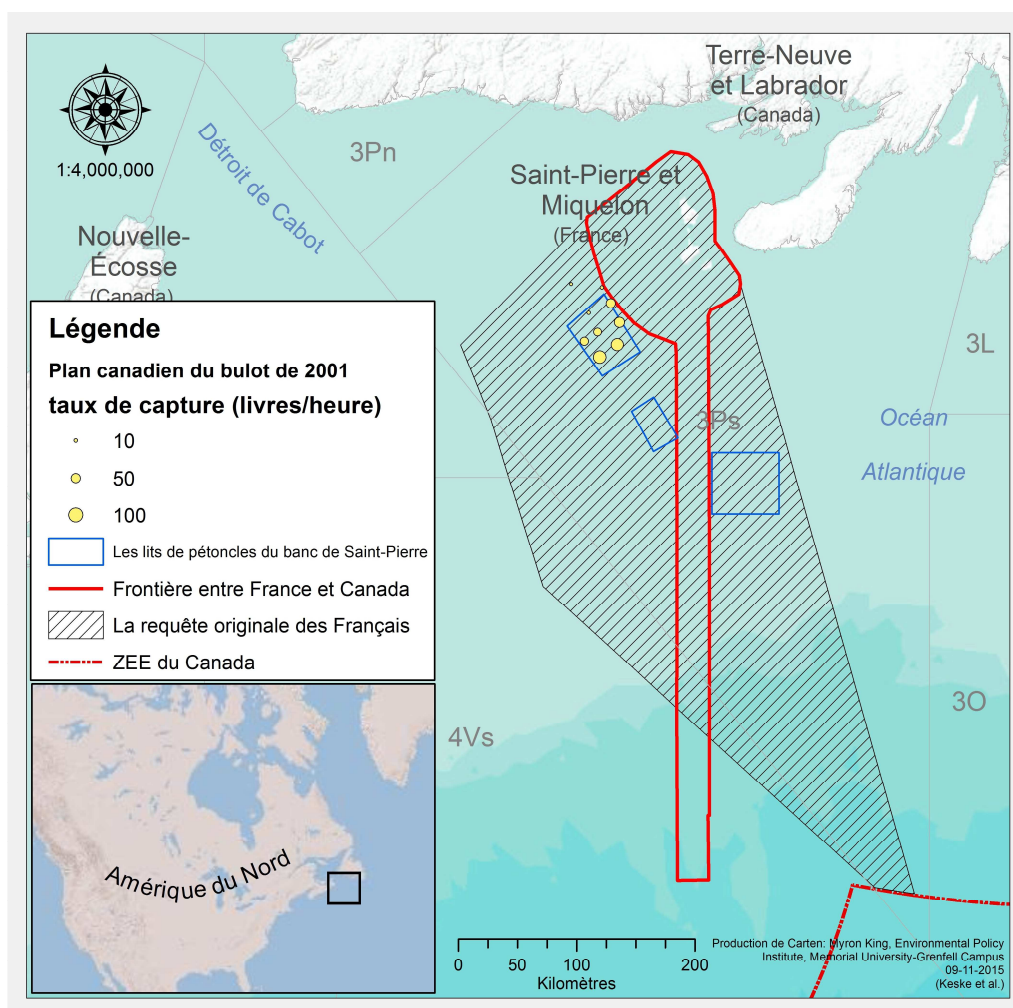 Terre-Neuve
et Labrador
(Canada)
1:4,000,000
Détroit de Cabot
3Pn
Saint-Pierre et
Miquelon
(France)
Nouvelle-
Écosse
(Canada)
Légende
Plan canadien du bulot de 2001
taux de capture (livres/heure)
10
50
100
Les lits de pétoncles du banc de Saint-Pierre
Frontière entre France et Canada
La requête originale des Français
ZEE du Canada
3L
3Ps
Océan
Atlantique
3O
4Vs
Amérique du Nord
0 50 100 200
Kilomètres
Production de Carten: Myron King, Environmental Policy
Institute, Memorial University-Grenfell Campus
09-11-2015
(Keske et al.)